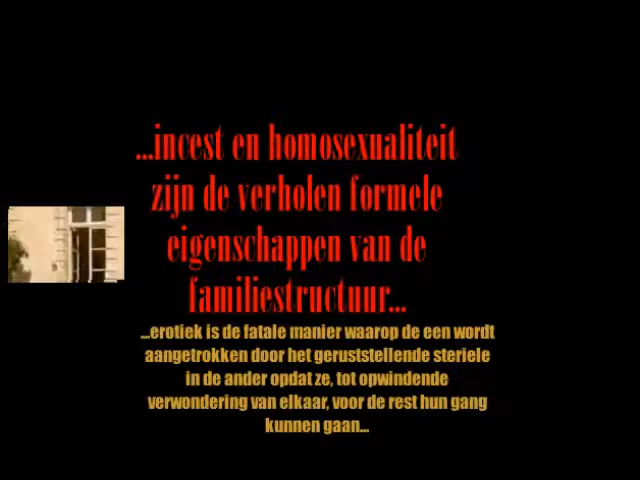 ...incest en homosexualiteit
zijn de verholen formele
eigenschappen van de
familiestructuur...
...erotiek is de fatale manier waarop de een wordt
aangetrokken door het geruststellende steriele
in de ander opdat ze, tot opwindende
verwondering van elkaar, voor de rest hun gang
kunnen gaan...